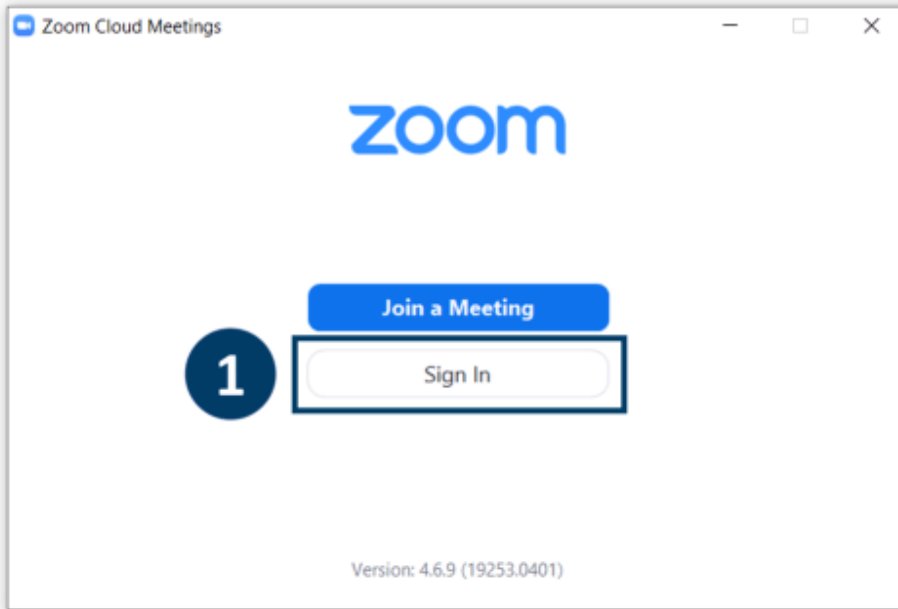 Zoom Cloud Meetings
zoom
Join a Meeting
1
Sign In
Version: 4.6.9 (19253.0401)